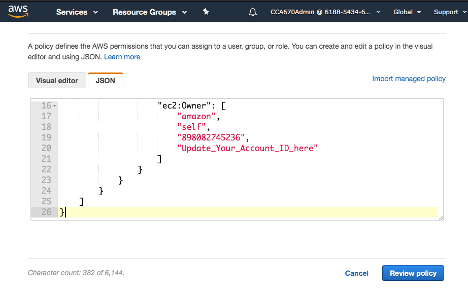 aws
Services
Resource Groups
CCA670Admin @ 6188-5434-6...
Global
Support
A policy defines the AWS permissions that you can assign to a user, group, or role. You can create and edit a policy in the visual
editor and using JSON. Learn more
Visual editor
JSON
Import managed policy
16 "ec2:Owner": [
17 "amazon",
18 "self",
19 "898082745236",
20 "Update_Your_Account_ID_here"
21 ]
22 }
23 }
24 }
25 ]
26 }
Character count: 382 of 6,144.
Cancel
Review policy